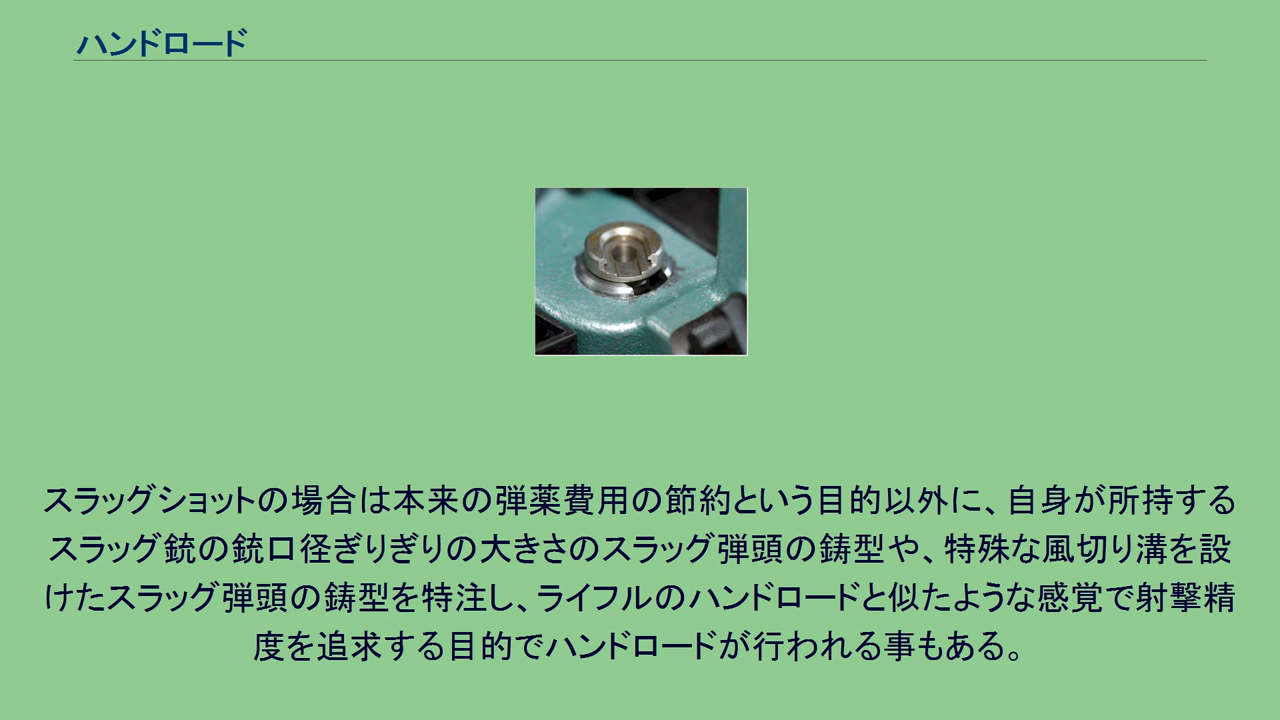 ハンドロード
スラッグショットの場合は本来の弾薬費用の節約という目的以外に、自身が所持する
スラッグ銃の銃口径ぎりぎりの大きさのスラッグ弾頭の鋳型や、特殊な風切り溝を設
けたスラッグ弾頭の鋳型を特注し、ライフルのハンドロードと似たような感覚で射撃精
度を追求する目的でハンドロードが行われる事もある。